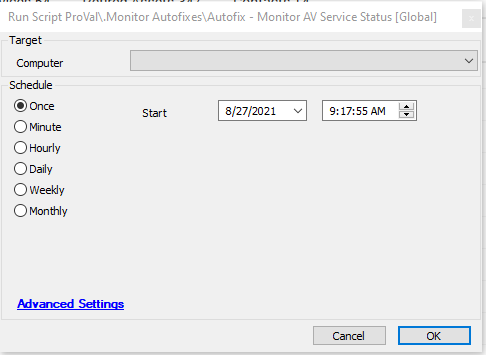 Run Script ProVal\.Monitor Autofixes\Autofix - Monitor AV Service Status [Global]
x
Target
Computer
Schedule
Once
Start
8/27/2021
9:17:55 AM
Minute
Hourly
Daily
Weekly
Monthly
Advanced Settings
Cancel
OK